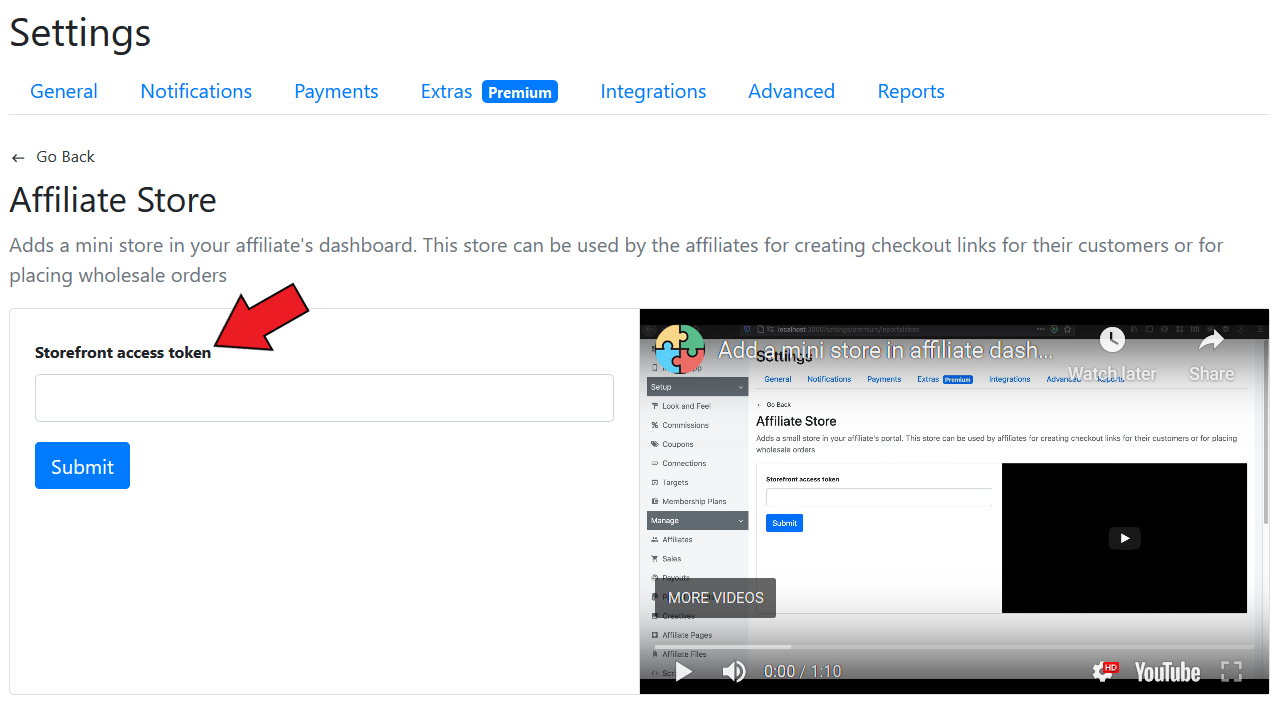 Settings
General Notifications Payments Extras Premium Integrations Advanced Reports
← Go Back
Affiliate Store
Adds a mini store in your affiliate's dashboard. This store can be used by the affiliates for creating checkout links for their customers or for
placing wholesale orders
Storefront access token
Submit
localhost:3000/settings/premium/inportalstore
Add a mini store in affiliate dash...
Watch later
Share
Settings
General Notifications Payments Extras Premium Integrations Advanced Reports
← Go Back
Affiliate Store
Adds a small store in your affiliate's portal. This store can be used by affiliates for creating checkout links for their customers or for placing
wholesale orders
Storefront access token
Submit
Setup
Look and Feel
Commissions
Coupons
Connections
Targets
Membership Plans
Manage
Affiliates
Sales
Payouts
MORE VIDEOS
Creatives
Affiliate Pages
Affiliate Files
0:00 / 1:10
HD
YouTube